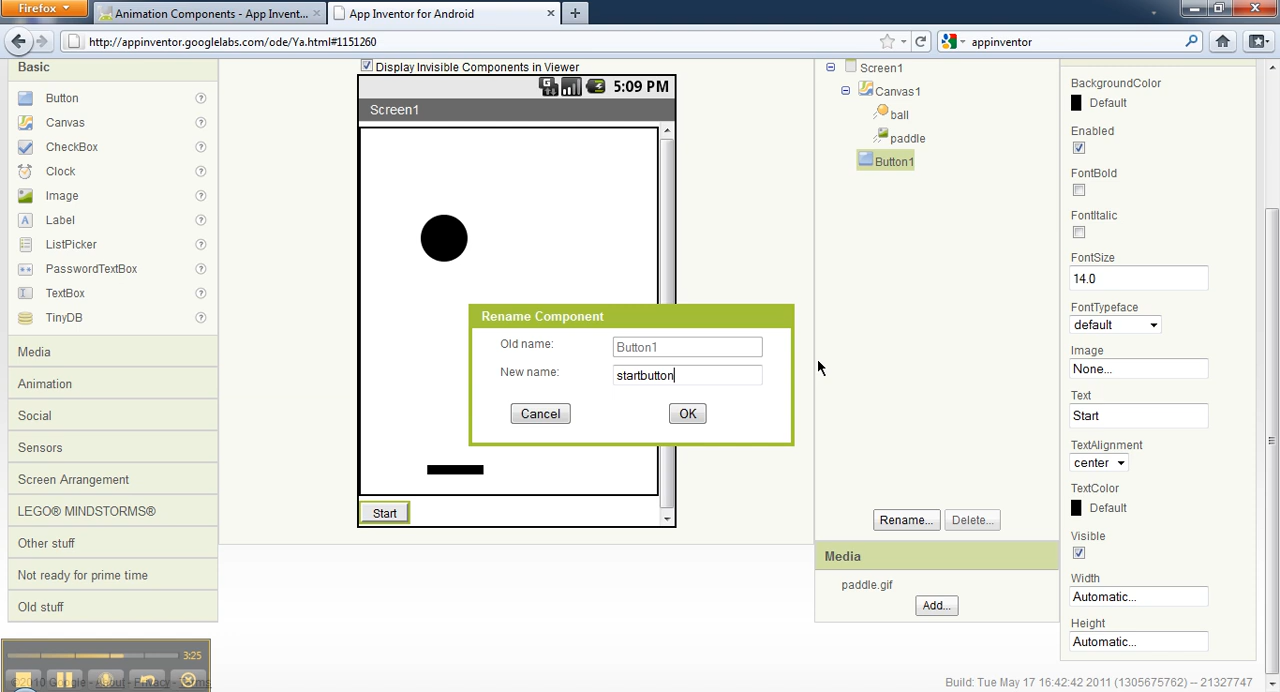 Firefox
Animation Components - App Invent...
App Inventor for Android
http://appinventor.googlelabs.com/ode/Ya.html#1151260
appinventor
Basic
Button
Canvas
CheckBox
Clock
Image
Label
ListPicker
PasswordTextBox
TextBox
TinyDB
Media
Animation
Social
Sensors
Screen Arrangement
LEGO® MINDSTORMS®
Other stuff
Not ready for prime time
Old stuff
3:25
©2010 Google - About - Privacy - Terms
Display Invisible Components in Viewer
5:09 PM
Screen1
Start
Rename Component
Old name:
Button1
New name:
startbutton
Cancel
OK
Screen1
Canvas1
ball
paddle
Button1
Rename...
Delete...
Media
paddle.gif
Add...
BackgroundColor
Default
Enabled
FontBold
FontItalic
FontSize
14.0
FontTypeface
default
Image
None...
Text
Start
TextAlignment
center
TextColor
Default
Visible
Width
Automatic...
Height
Automatic...
Build: Tue May 17 16:42:42 2011 (1305675762) -- 21327747